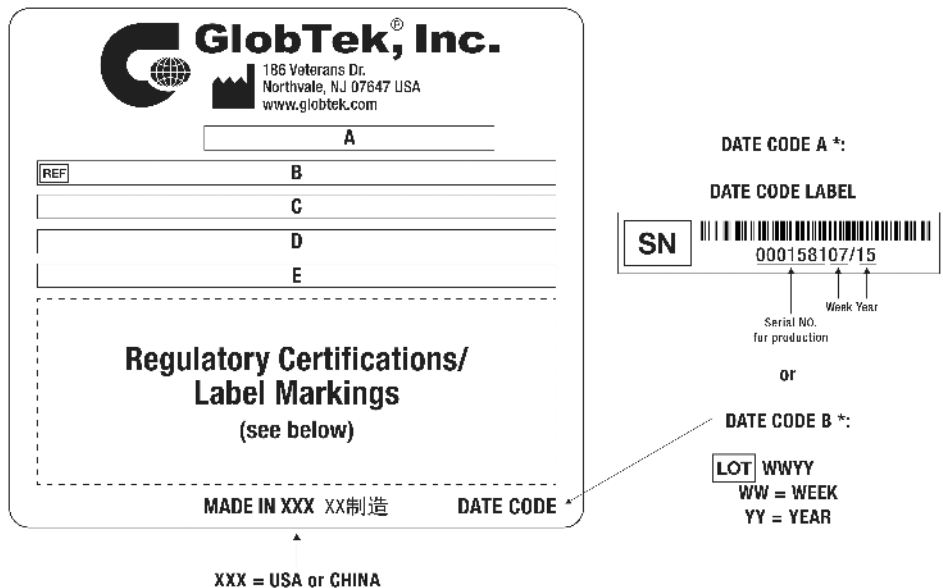 GlobTek,® Inc.
186 Veterans Dr.
Northvale, NJ 07647 USA
www.globtek.com
A
REF B
C
D
E
Regulatory Certifications/
Label Markings
(see below)
MADE IN XXX XX制造 DATE CODE
XXX = USA or CHINA
DATE CODE A *:
DATE CODE LABEL
SN
000158107/15
Week Year
Serial NO.
for production
or
DATE CODE B *:
LOT WWYY
WW = WEEK
YY = YEAR